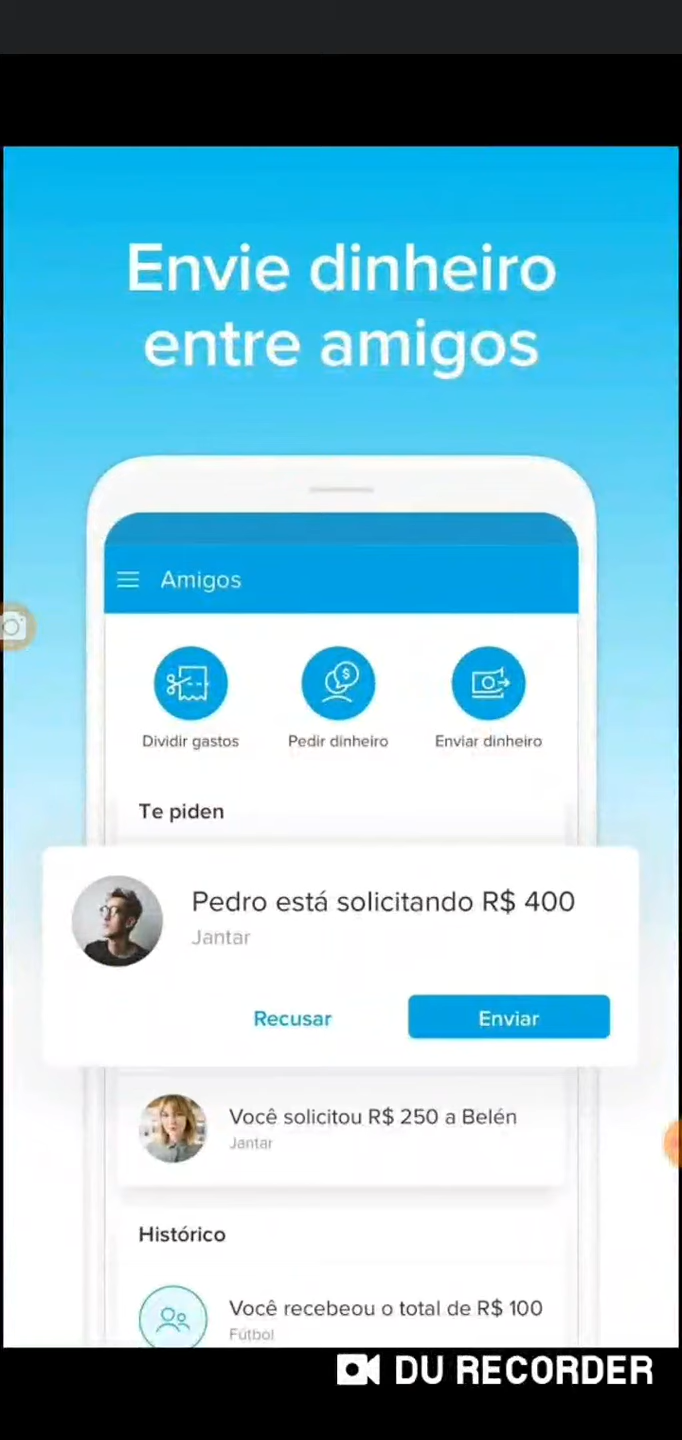 Envie dinheiro
entre amigos
Amigos
Dividir gastos
Pedir dinheiro
Enviar dinheiro
Te piden
Pedro está solicitando R$ 400
Jantar
Recusar
Enviar
Você solicitou R$ 250 a Belén
Jantar
Histórico
Você recebeou o total de R$ 100
Fútbol
DU RECORDER